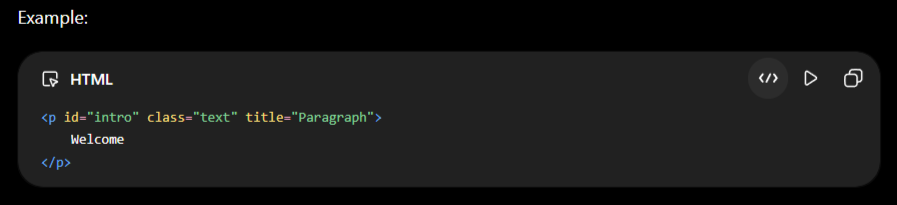 Example:
HTML
</>
<p id="intro" class="text" title="Paragraph">
    Welcome
</p>